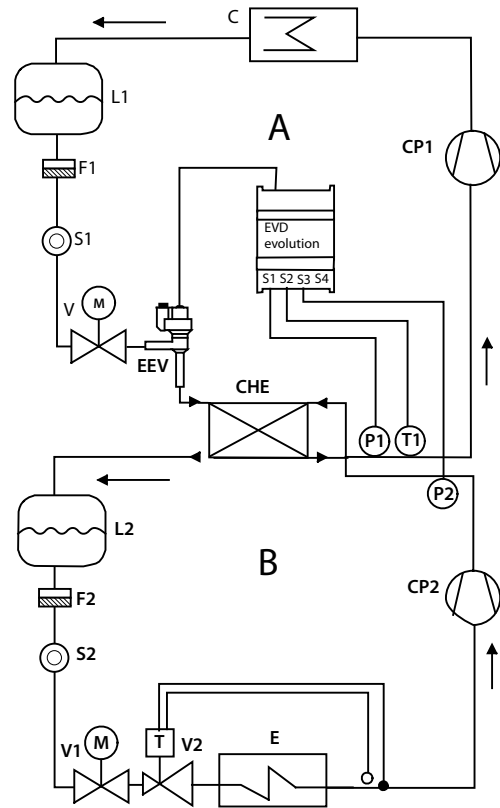 C
L1
A
CP1
F1
EVD
evolution
S1 S2 S3 S4
S1
V
M
EEV
CHE
P1
T1
P2
L2
B
CP2
F2
S2
V1
M
T
V2
E